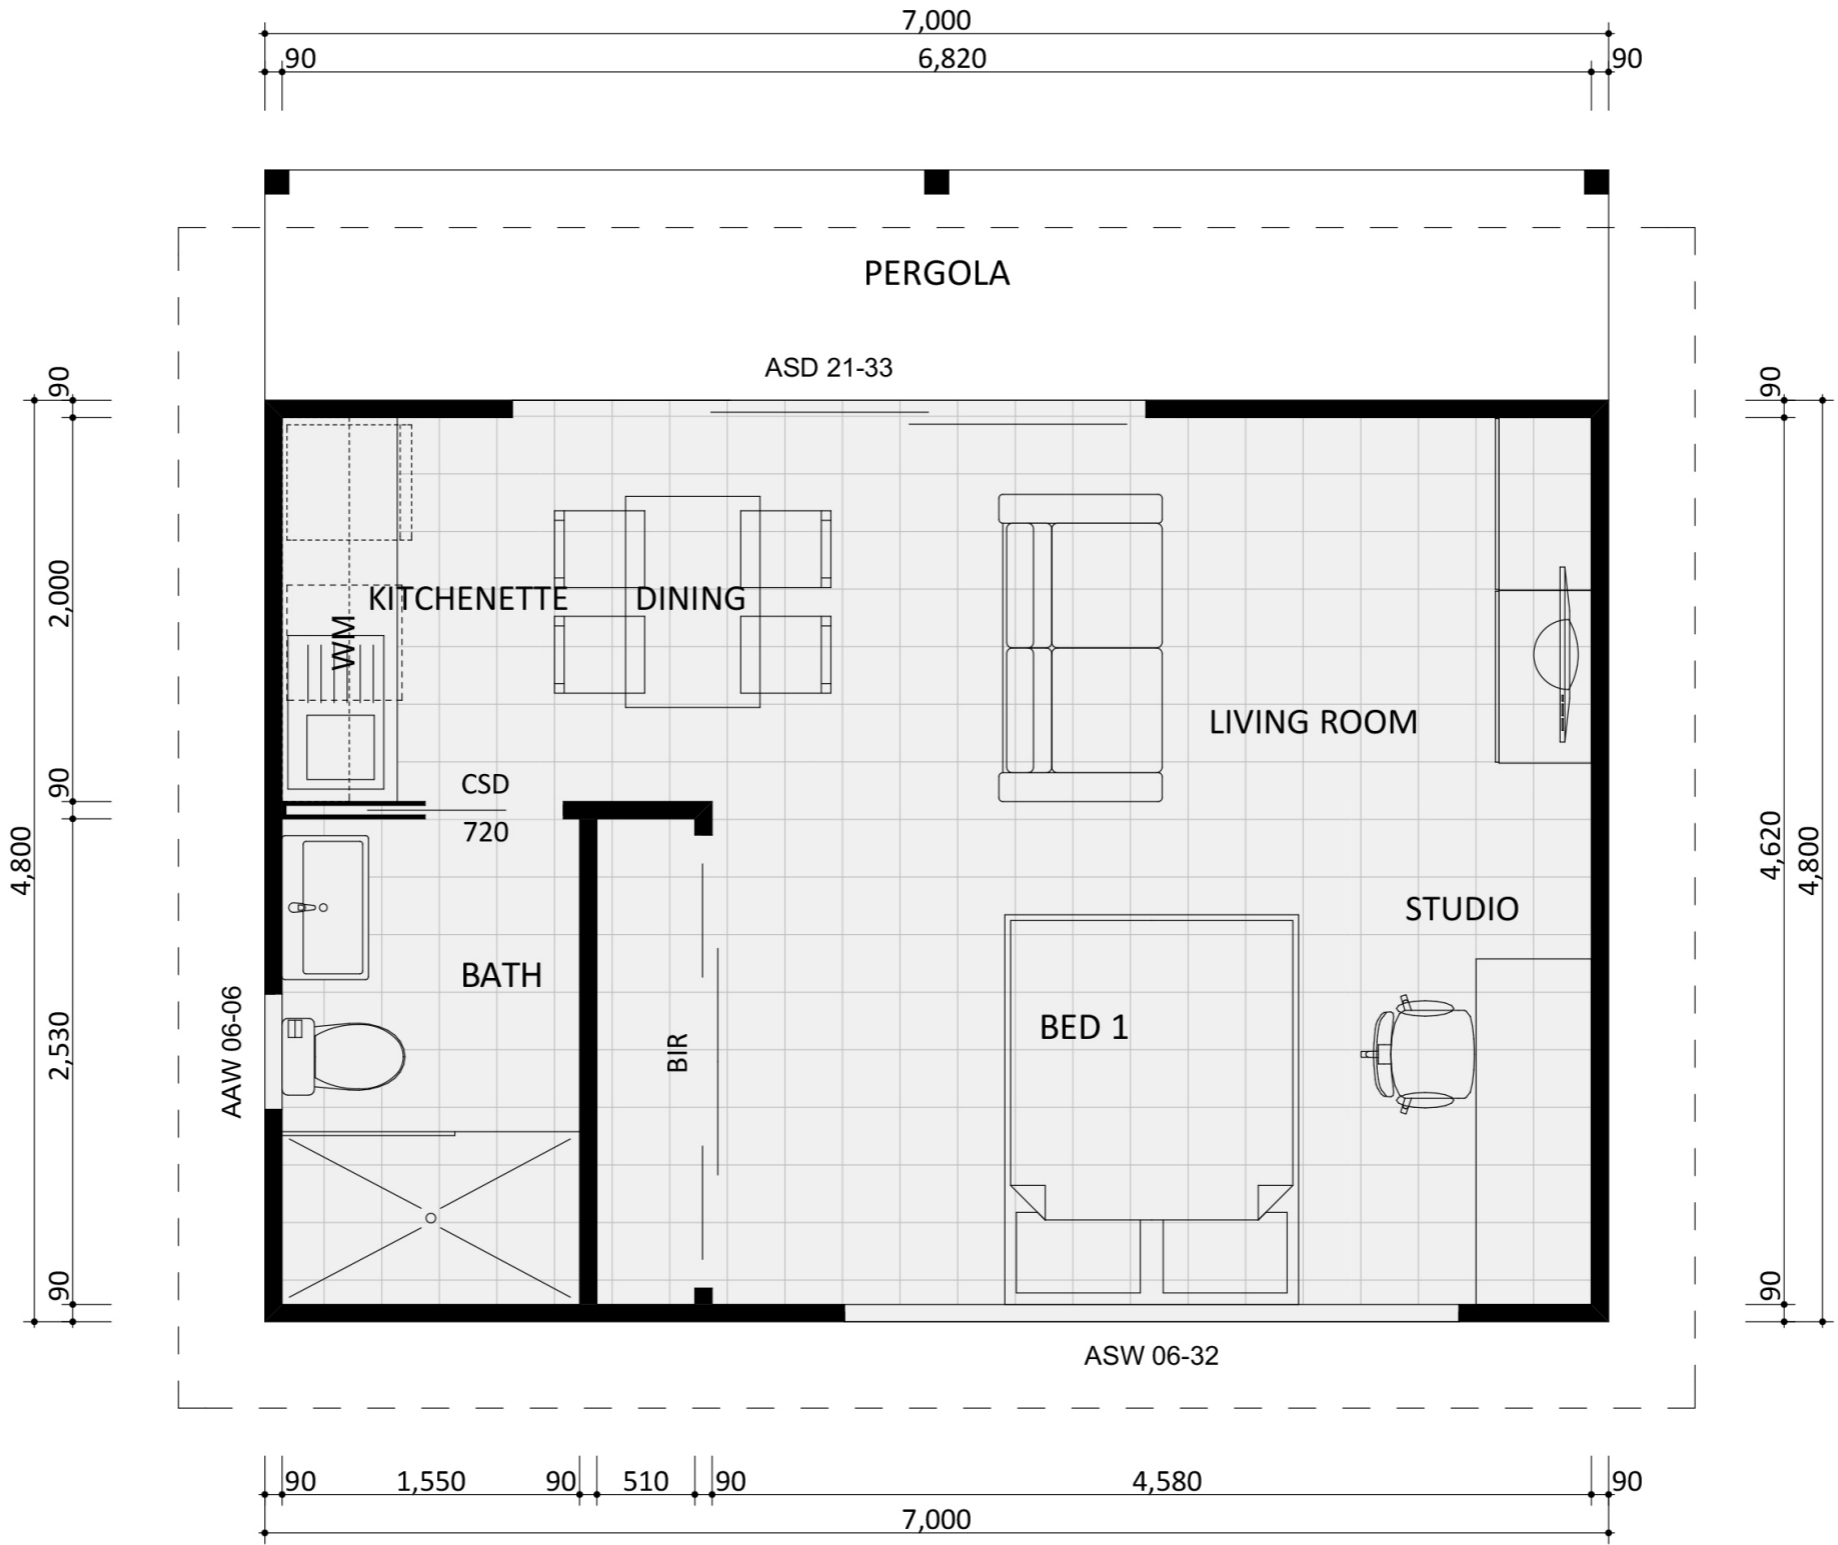 7,000
90
6,820
90
PERGOLA
ASD 21-33
90
90
KITCHENETTE
DINING
2,000
WM
LIVING ROOM
CSD
720
90
4,800
4,620
4,800
STUDIO
BATH
AAW 06-06
BED 1
BIR
2,530
90
90
ASW 06-32
90
1,550
90
510
90
4,580
90
7,000